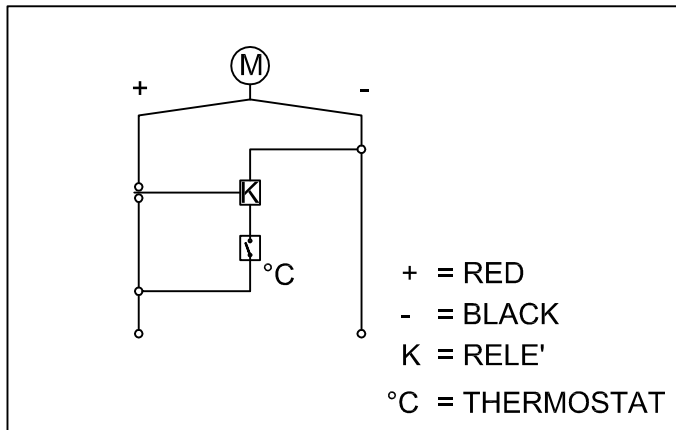 M
+ -
K
°C
+ = RED
- = BLACK
K = RELE'
°C = THERMOSTAT